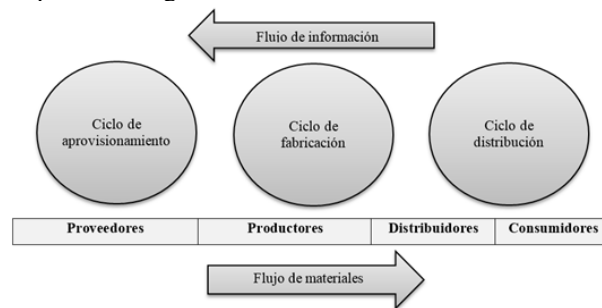 Flujo de información
Ciclo de
aprovisionamiento
Ciclo de
fabricación
Ciclo de
distribución
Proveedores
Productores
Distribuidores
Consumidores
Flujo de materiales